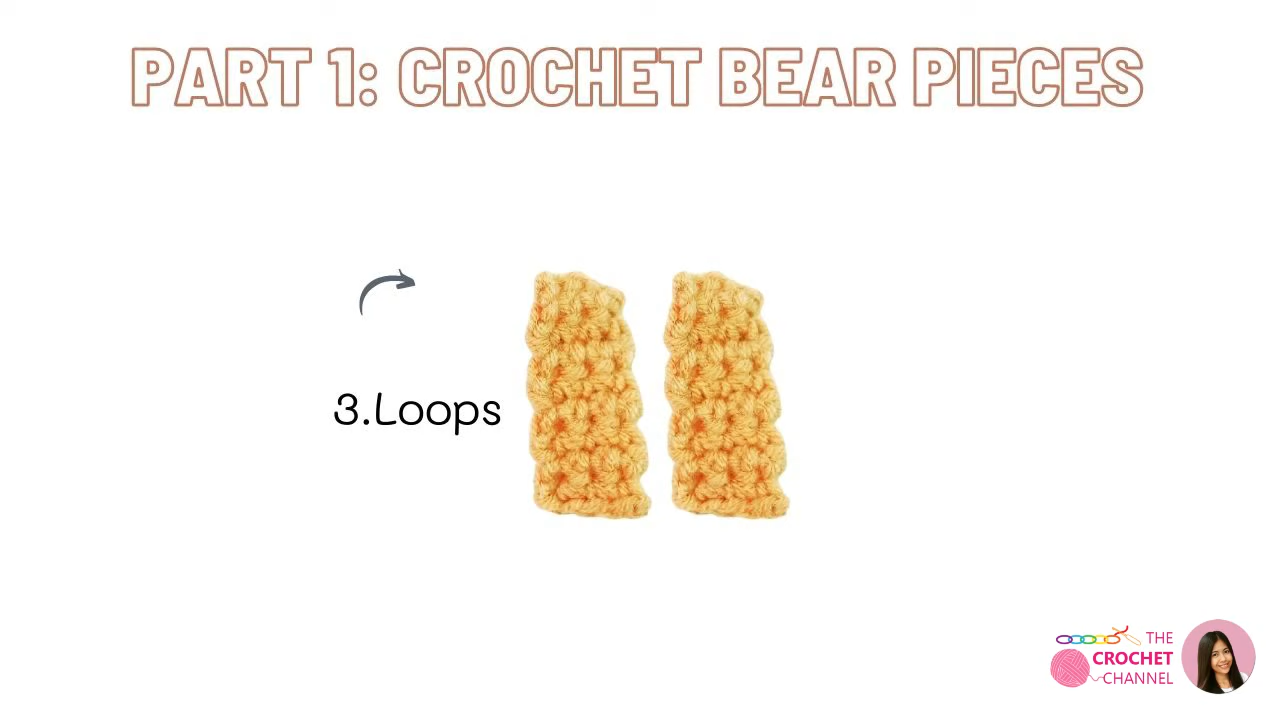 PART 1: CROCHET BEAR PIECES
3.Loops
THE
CROCHET
CHANNEL